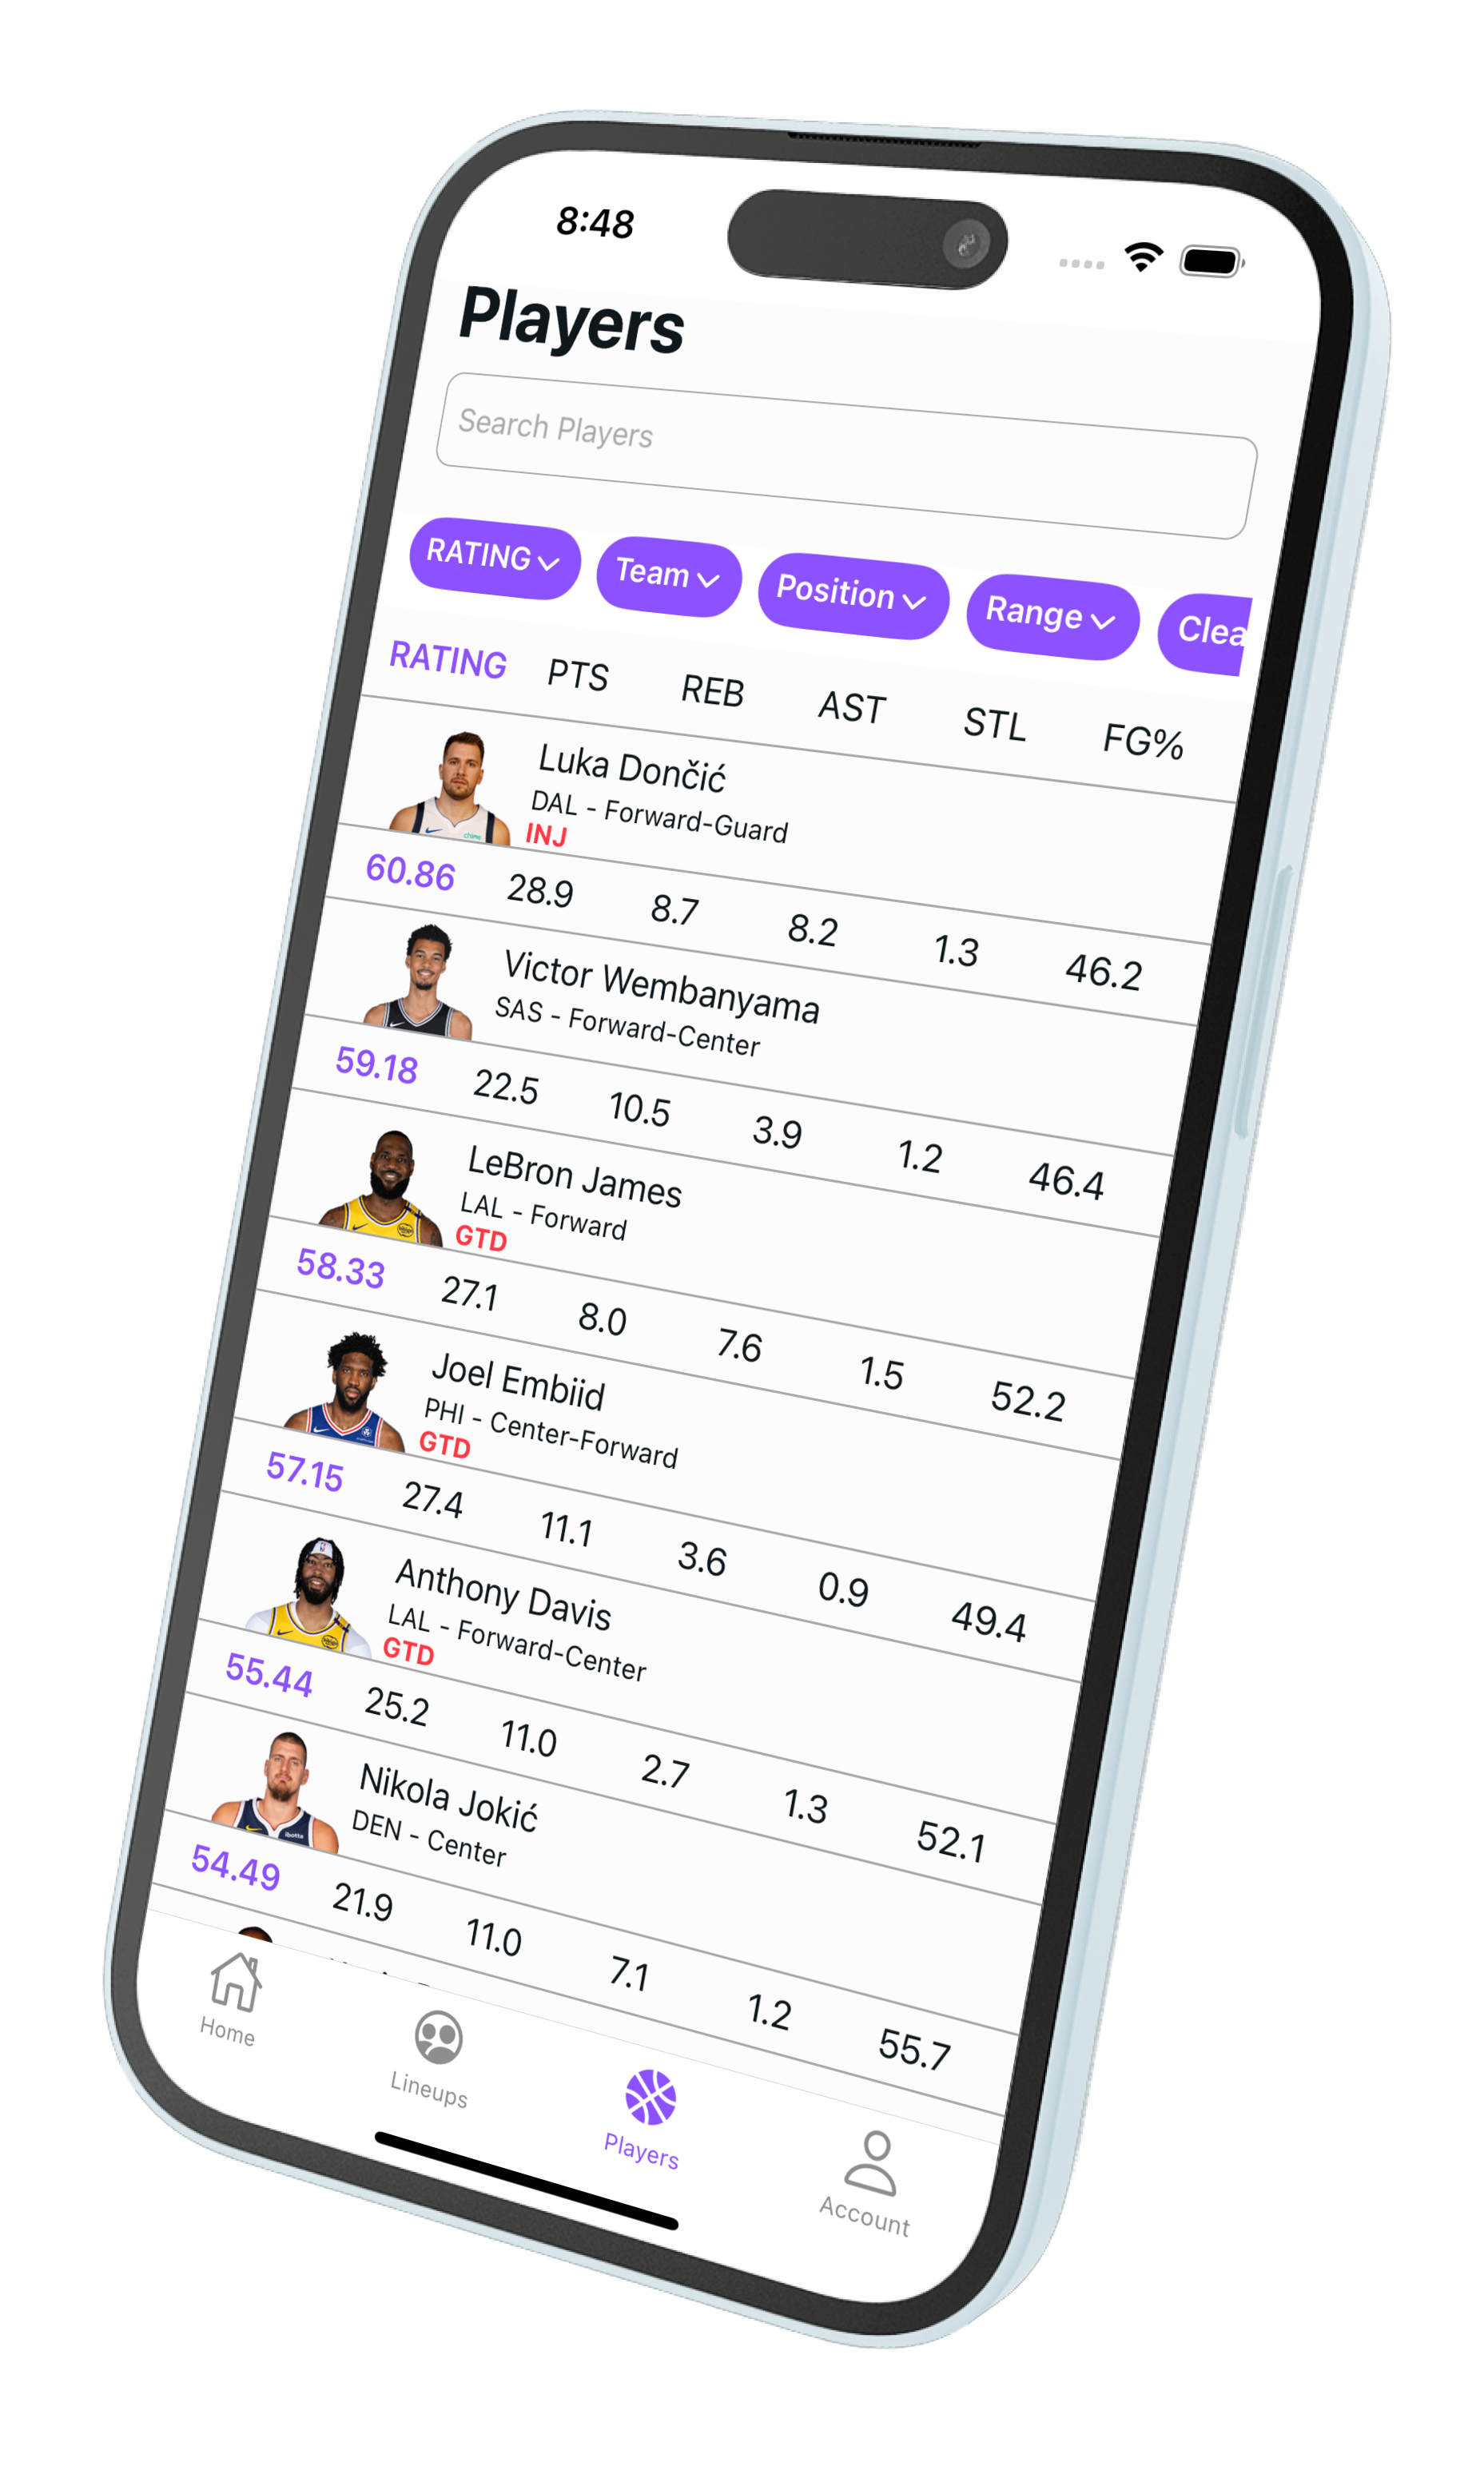 8:48
Players
Search Players
RATING Team Position Range Clea
RATING PTS REB AST STL FG%
Luka Dončić
DAL - Forward-Guard
INJ
60.86 28.9 8.7 8.2 1.3 46.2
Victor Wembanyama
SAS - Forward-Center
59.18 22.5 10.5 3.9 1.2 46.4
LeBron James
LAL - Forward
GTD
58.33 27.1 8.0 7.6 1.5 52.2
Joel Embiid
PHI - Center-Forward
GTD
57.15 27.4 11.1 3.6 0.9 49.4
Anthony Davis
LAL - Forward-Center
GTD
55.44 25.2 11.0 2.7 1.3 52.1
Nikola Jokić
DEN - Center
54.49 21.9 11.0 7.1 1.2 55.7
Home Lineups Players Account